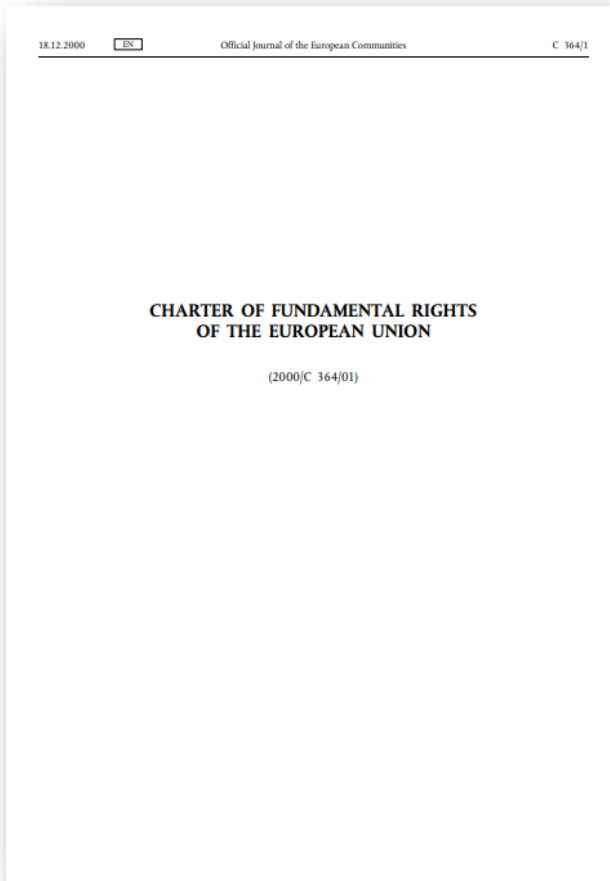 18.12.2000 EN Official Journal of the European Communities C 364/1
CHARTER OF FUNDAMENTAL RIGHTS
OF THE EUROPEAN UNION
(2000/C 364/01)